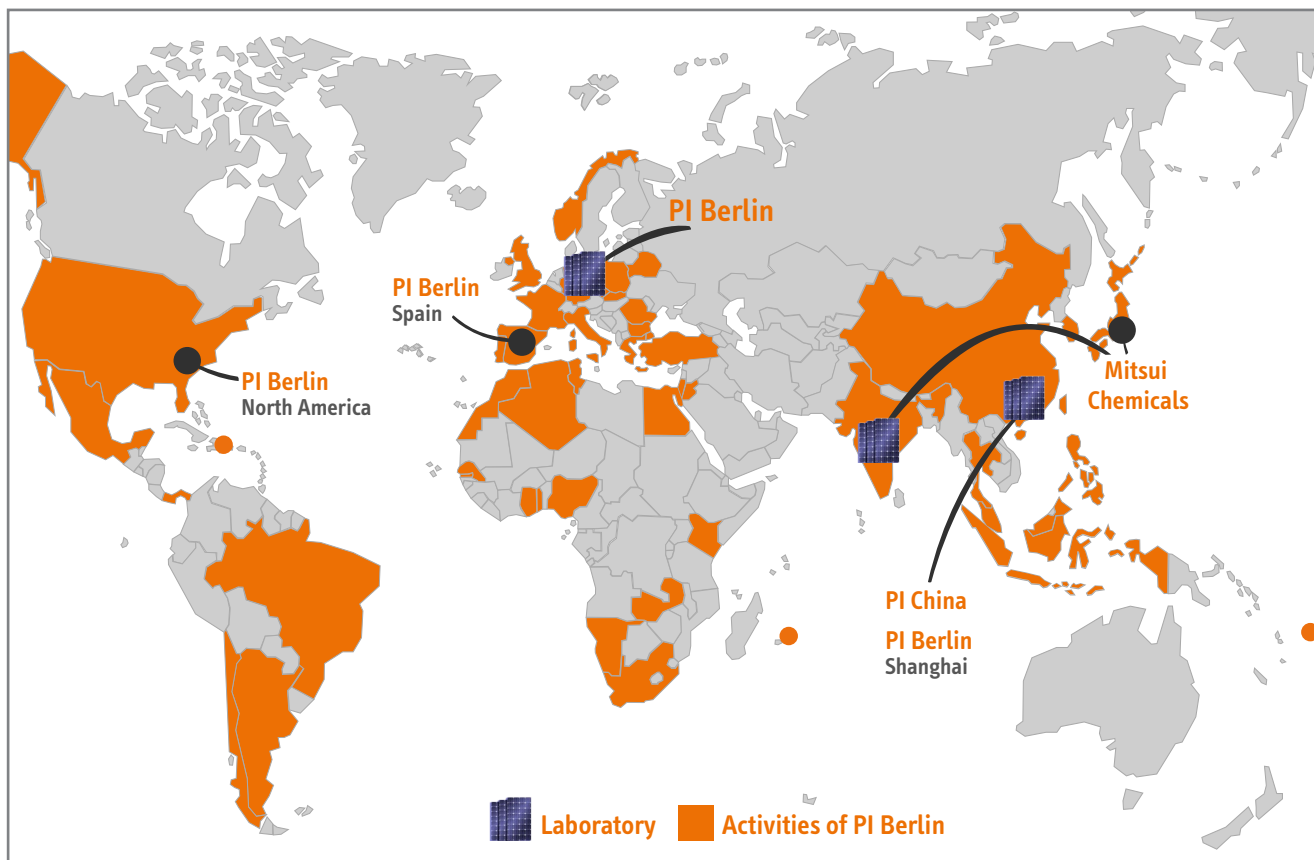 PI Berlin
PI Berlin
Spain
PI Berlin
North America
Mitsui
Chemicals
PI China
PI Berlin
Shanghai
Laboratory
Activities of PI Berlin